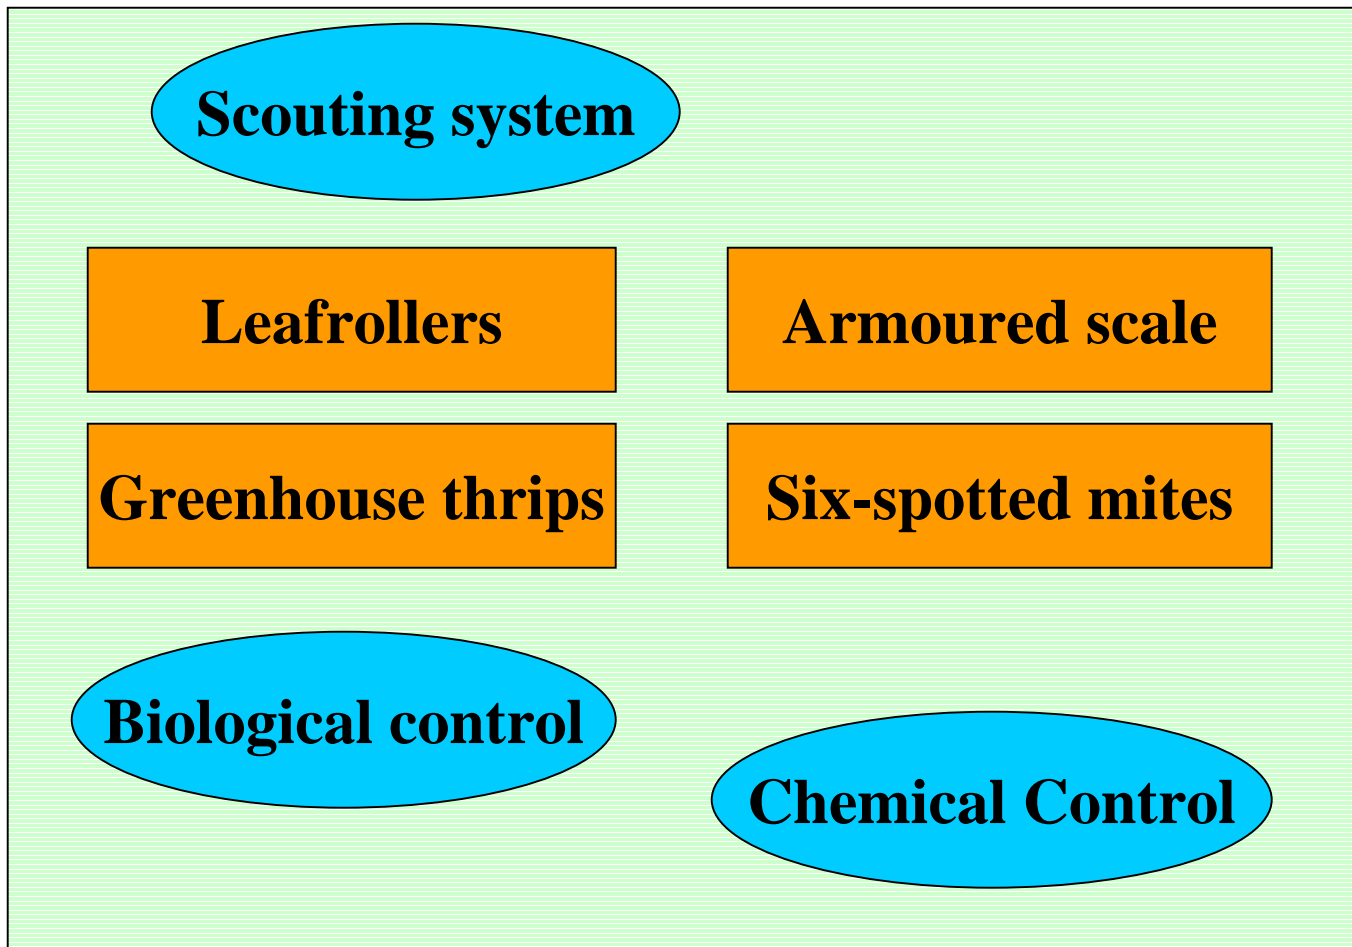 Scouting system
Leafrollers
Armoured scale
Greenhouse thrips
Six-spotted mites
Biological control
Chemical Control